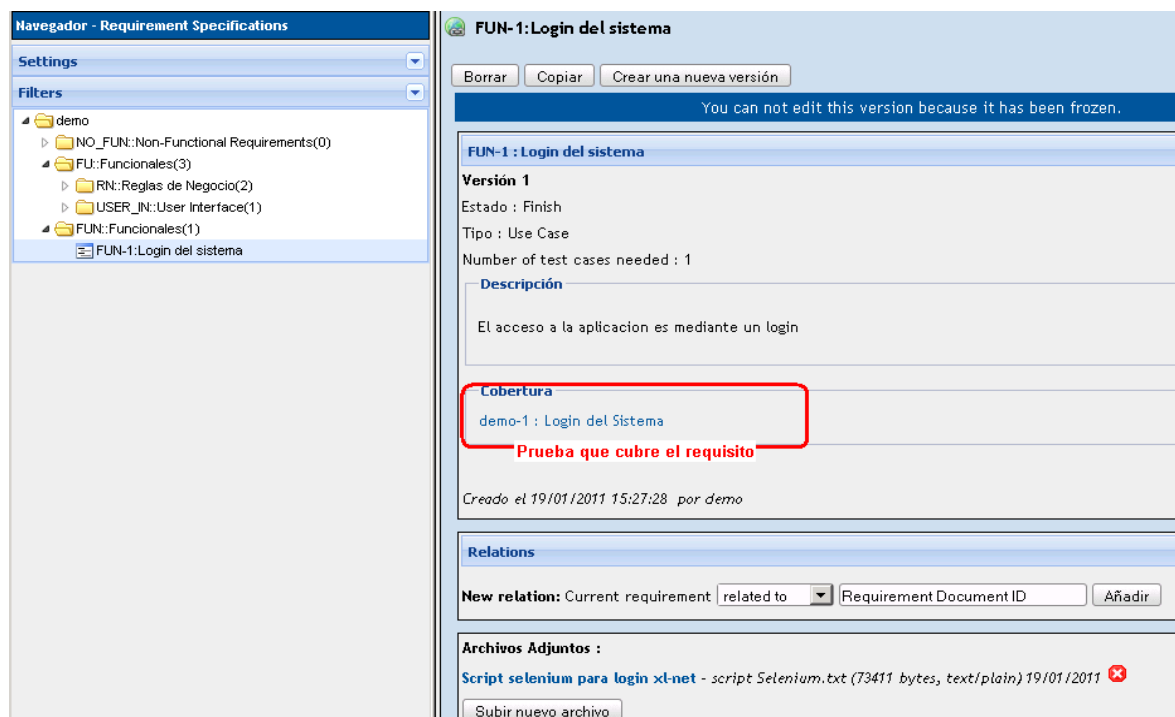 Navegador - Requirement Specifications
Settings
Filters
demo
NO_FUN::Non-Functional Requirements(0)
FU::Funcionales(3)
RN::Reglas de Negocio(2)
USER_IN::User Interface(1)
FUN::Funcionales(1)
FUN-1:Login del sistema
FUN-1:Login del sistema
Borrar Copiar Crear una nueva versión
You can not edit this version because it has been frozen.
FUN-1 : Login del sistema
Versión 1
Estado : Finish
Tipo : Use Case
Number of test cases needed : 1
Descripción
El acceso a la aplicacion es mediante un login
Cobertura
demo-1 : Login del Sistema
Prueba que cubre el requisito
Creado el 19/01/2011 15:27:28 por demo
Relations
New relation: Current requirement related to Requirement Document ID Añadir
Archivos Adjuntos :
Script selenium para login xl-net - script Selenium.txt (73411 bytes, text/plain) 19/01/2011
Subir nuevo archivo